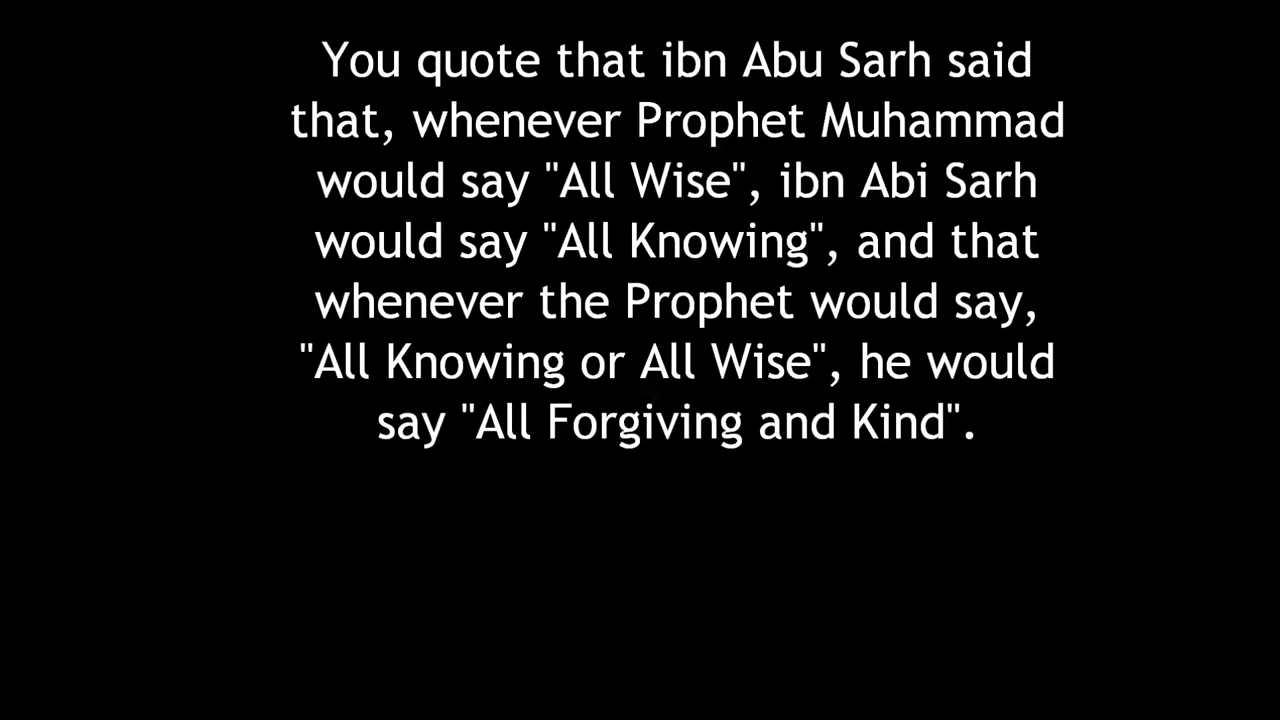 You quote that ibn Abu Sarh said
that, whenever Prophet Muhammad
would say "All Wise", ibn Abi Sarh
would say "All Knowing", and that
whenever the Prophet would say,
"All Knowing or All Wise", he would
say "All Forgiving and Kind".